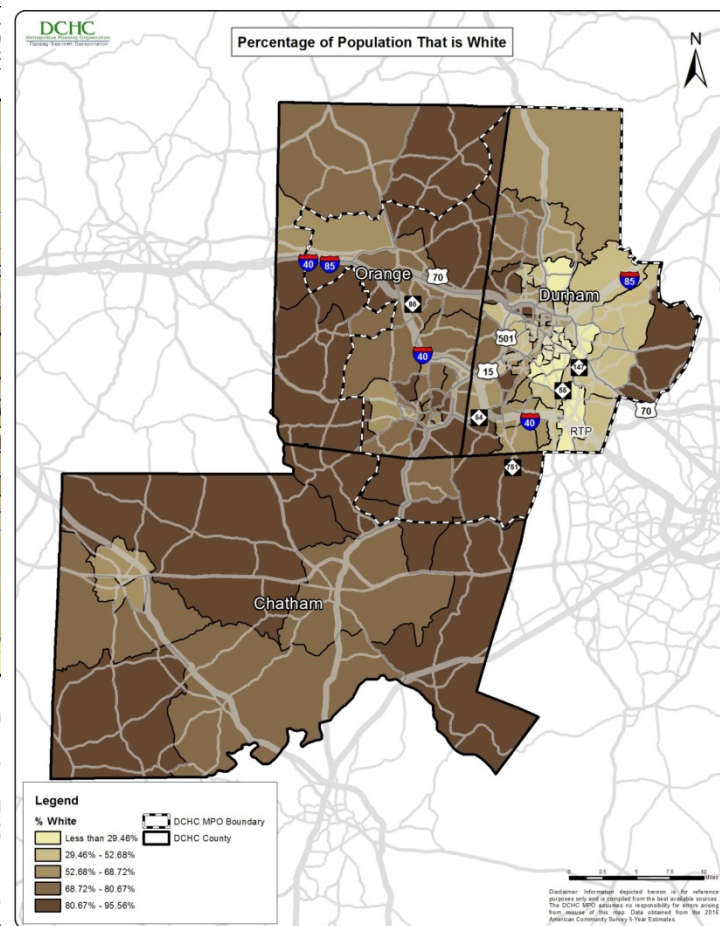 DCHC
Metropolitan Planning Organization
Planning Tomorrow's Transportation
Percentage of Population That is White
N
40
85
Orange
70
86
Durham
85
501
40
15
147
55
70
54
40
RTP
751
Chatham
Legend
% White
Less than 29.46%
29.46% - 52.68%
52.68% - 68.72%
68.72% - 80.67%
80.67% - 95.56%
DCHC MPO Boundary
DCHC County
Miles
Disclaimer: Information depicted hereon is for reference
purposes only and is compiled from the best available sources.
The DCHC MPO assumes no responsibility for errors arising
from misuse of this map. Data obtained from the 2016
American Community Survey 5-Year Estimates.